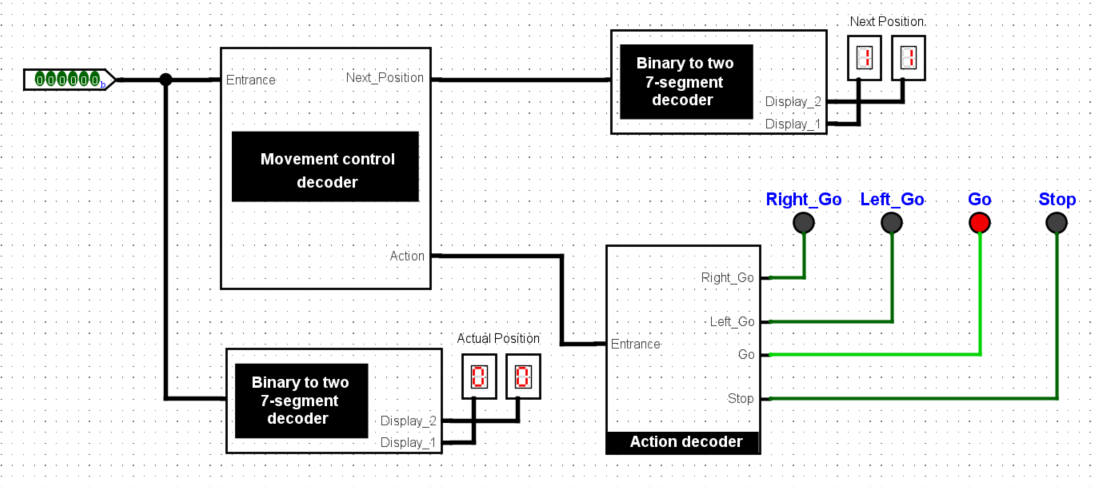 Next Position.
000000b
Entrance
Next_Position
1
1
Binary to two
7-segment
decoder
Display_2
Display_1
Movement control
decoder
Action
Right_Go
Left_Go
Go
Stop
Actual Position
0
0
Binary to two
7-segment
decoder
Display_2
Display_1
Entrance
Right_Go
Left_Go
Go
Stop
Action decoder